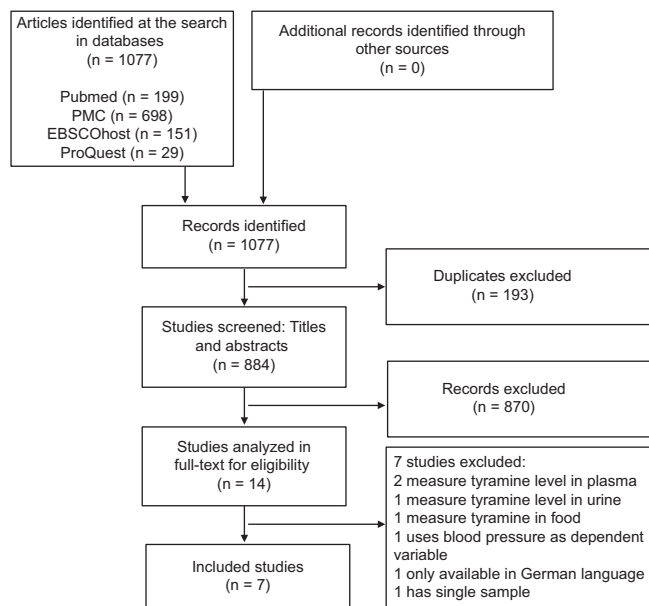 Articles identified at the search
in databases
(n = 1077)
Pubmed (n = 199)
PMC (n = 698)
EBSCOhost (n = 151)
ProQuest (n = 29)
Additional records identified through
other sources
(n = 0)
Records identified
(n = 1077)
Duplicates excluded
(n = 193)
Studies screened: Titles
and abstracts
(n = 884)
Records excluded
(n = 870)
Studies analyzed in
full-text for eligibility
(n = 14)
7 studies excluded:
2 measure tyramine level in plasma
1 measure tyramine level in urine
1 measure tyramine in food
1 uses blood pressure as dependent
variable
1 only available in German language
1 has single sample
Included studies
(n = 7)